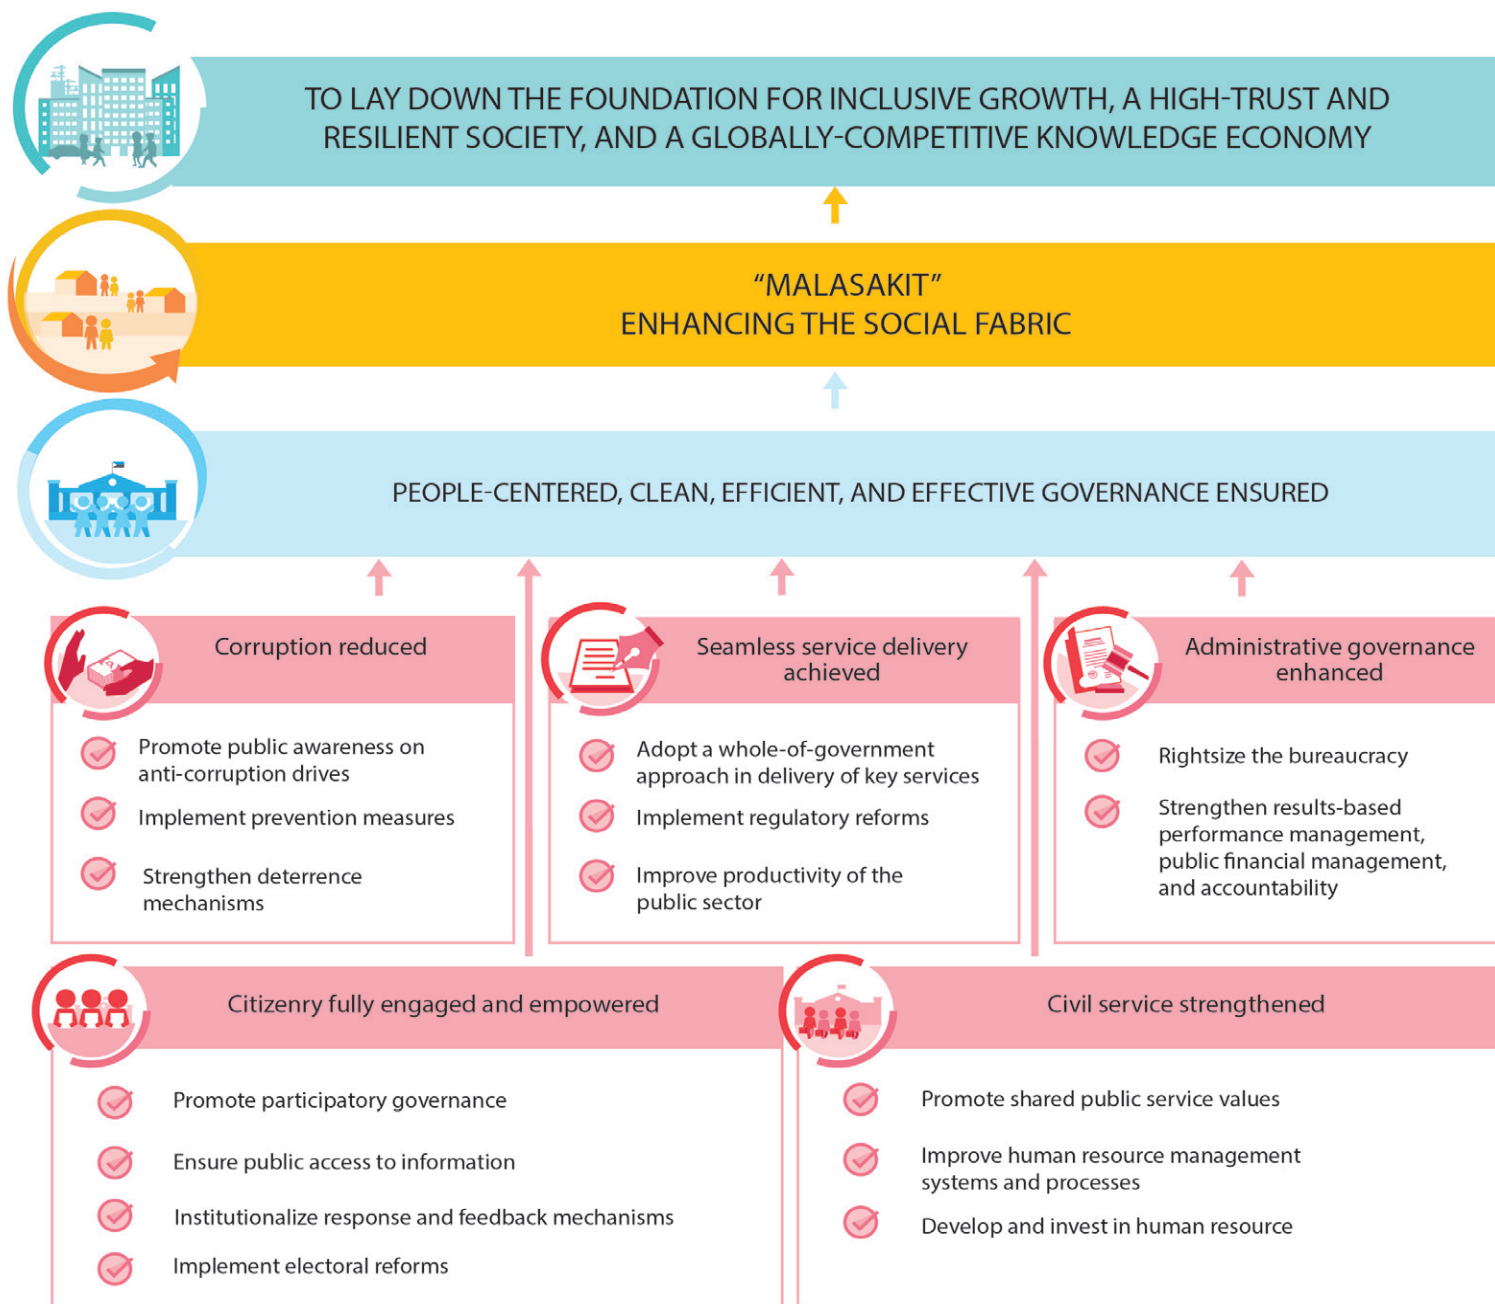 TO LAY DOWN THE FOUNDATION FOR INCLUSIVE GROWTH, A HIGH-TRUST AND
RESILIENT SOCIETY, AND A GLOBALLY-COMPETITIVE KNOWLEDGE ECONOMY
“MALASAKIT”
ENHANCING THE SOCIAL FABRIC
PEOPLE-CENTERED, CLEAN, EFFICIENT, AND EFFECTIVE GOVERNANCE ENSURED
Corruption reduced
Promote public awareness on
anti-corruption drives
Implement prevention measures
Strengthen deterrence
mechanisms
Seamless service delivery
achieved
Adopt a whole-of-government
approach in delivery of key services
Implement regulatory reforms
Improve productivity of the
public sector
Administrative governance
enhanced
Rightsize the bureaucracy
Strengthen results-based
performance management,
public financial management,
and accountability
Citizenry fully engaged and empowered
Promote participatory governance
Ensure public access to information
Institutionalize response and feedback mechanisms
Implement electoral reforms
Civil service strengthened
Promote shared public service values
Improve human resource management
systems and processes
Develop and invest in human resource